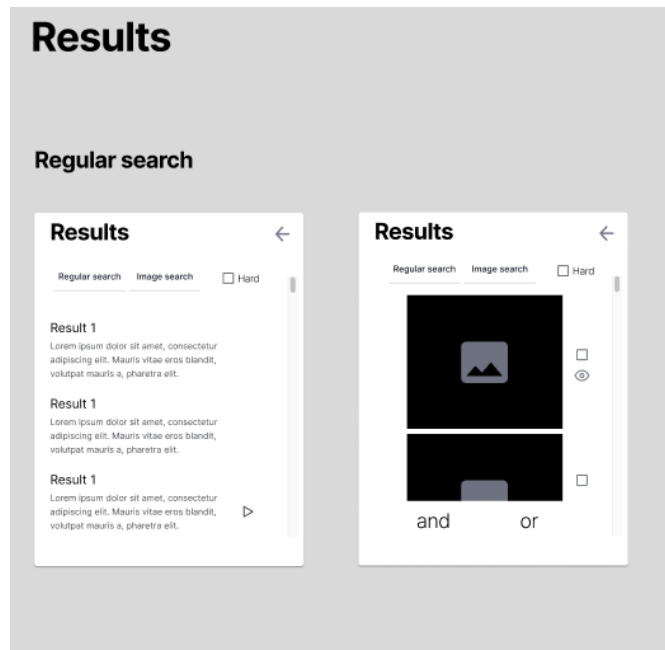 Results
Regular search
Results
Regular search Image search Hard
Result 1
Lorem ipsum dolor sit amet, consectetur
adipiscing elit. Mauris vitae eros blandit,
volutpat mauris a, pharetra elit.
Result 1
Lorem ipsum dolor sit amet, consectetur
adipiscing elit. Mauris vitae eros blandit,
volutpat mauris a, pharetra elit.
Result 1
Lorem ipsum dolor sit amet, consectetur
adipiscing elit. Mauris vitae eros blandit,
volutpat mauris a, pharetra elit.
Results
Regular search Image search Hard
and or